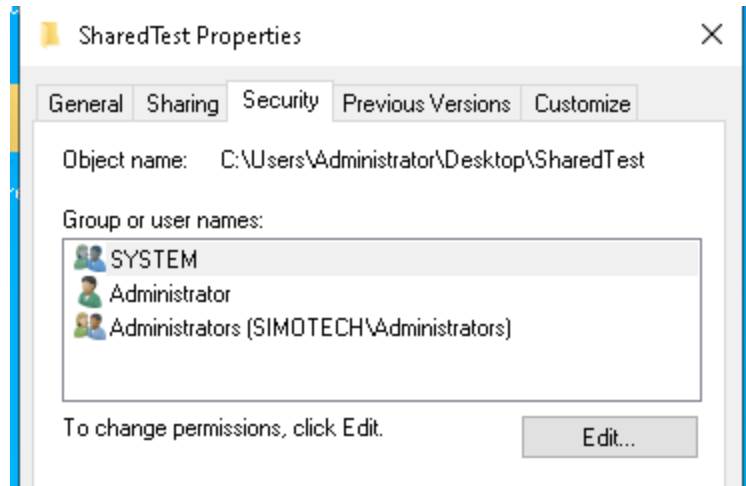 SharedTest Properties
General Sharing Security Previous Versions Customize
Object name: C:\Users\Administrator\Desktop\SharedTest
Group or user names:
SYSTEM
Administrator
Administrators (SIMOTECH\Administrators)
To change permissions, click Edit.
Edit...